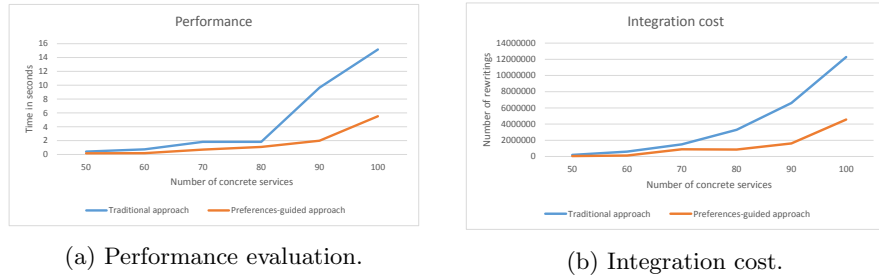 Performance
Time in seconds
16
14
12
10
8
6
4
2
0
50 60 70 80 90 100
Number of concrete services
Traditional approach Preferences-guided approach
(a) Performance evaluation.
Integration cost
Number of rewritings
14000000
12000000
10000000
8000000
6000000
4000000
2000000
0
50 60 70 80 90 100
Number of concrete services
Traditional approach Preferences-guided approach
(b) Integration cost.